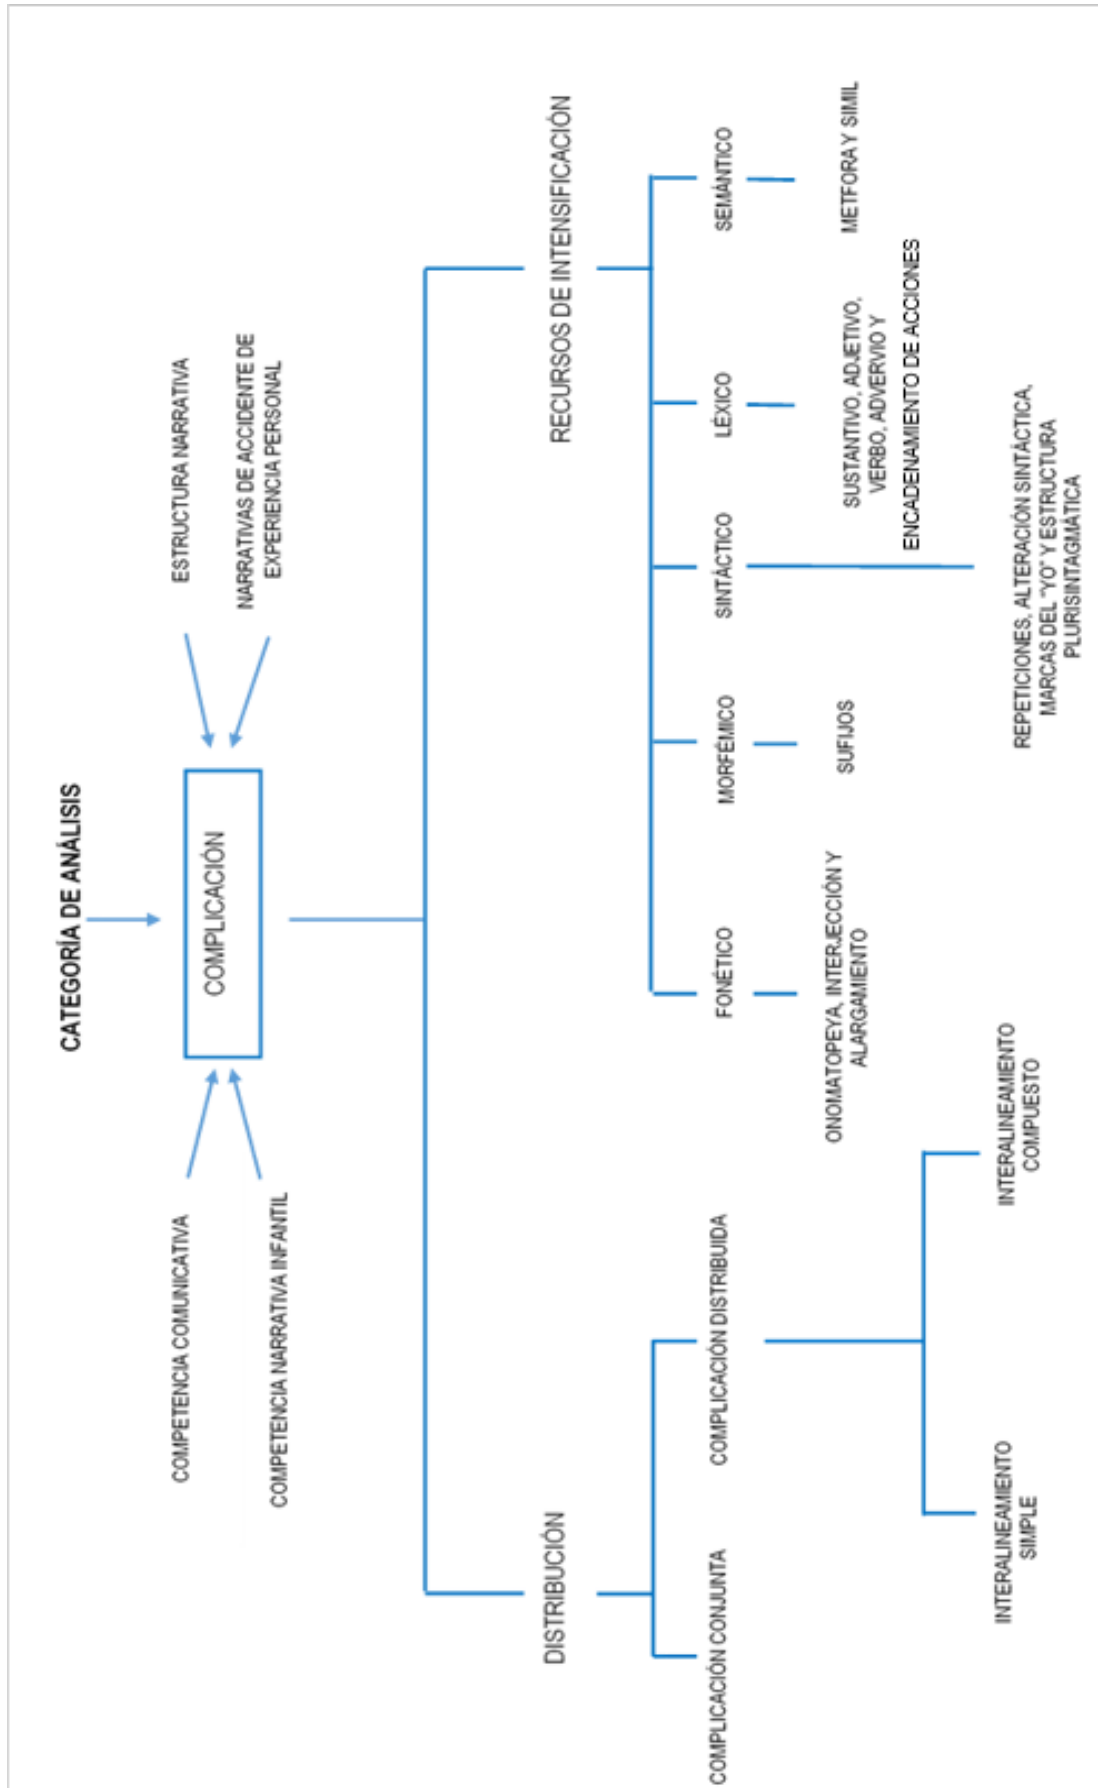 CATEGORÍA DE ANÁLISIS
COMPETENCIA COMUNICATIVA
COMPETENCIA NARRATIVA INFANTIL
COMPLICACIÓN
ESTRUCTURA NARRATIVA
NARRATIVAS DE ACCIDENTE DE
EXPERIENCIA PERSONAL
DISTRIBUCIÓN
RECURSOS DE INTENSIFICACIÓN
COMPLICACIÓN CONJUNTA
COMPLICACIÓN DISTRIBUIDA
FONÉTICO
MORFÉMICO
SINTÁCTICO
LÉXICO
SEMÁNTICO
ONOMATOPEYA, INTERJECCIÓN Y
ALARGAMIENTO
SUFIJOS
SUSTANTIVO, ADJETIVO,
VERBO, ADVERVIO Y
ENCADENAMIENTO DE ACCIONES
METFORA Y SIMIL
INTERALINEAMIENTO
SIMPLE
INTERALINEAMIENTO
COMPUESTO
REPETICIONES, ALTERACIÓN SINTÁCTICA,
MARCAS DEL "YO" Y ESTRUCTURA
PLURISINTAGMÁTICA